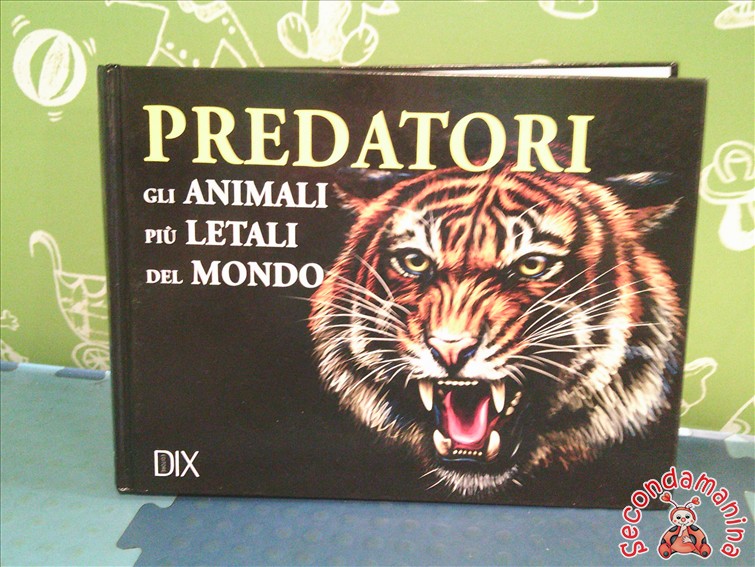 PREDATORI
GLI ANIMALI
PIÙ LETALI
DEL MONDO
DIX
secondamanina